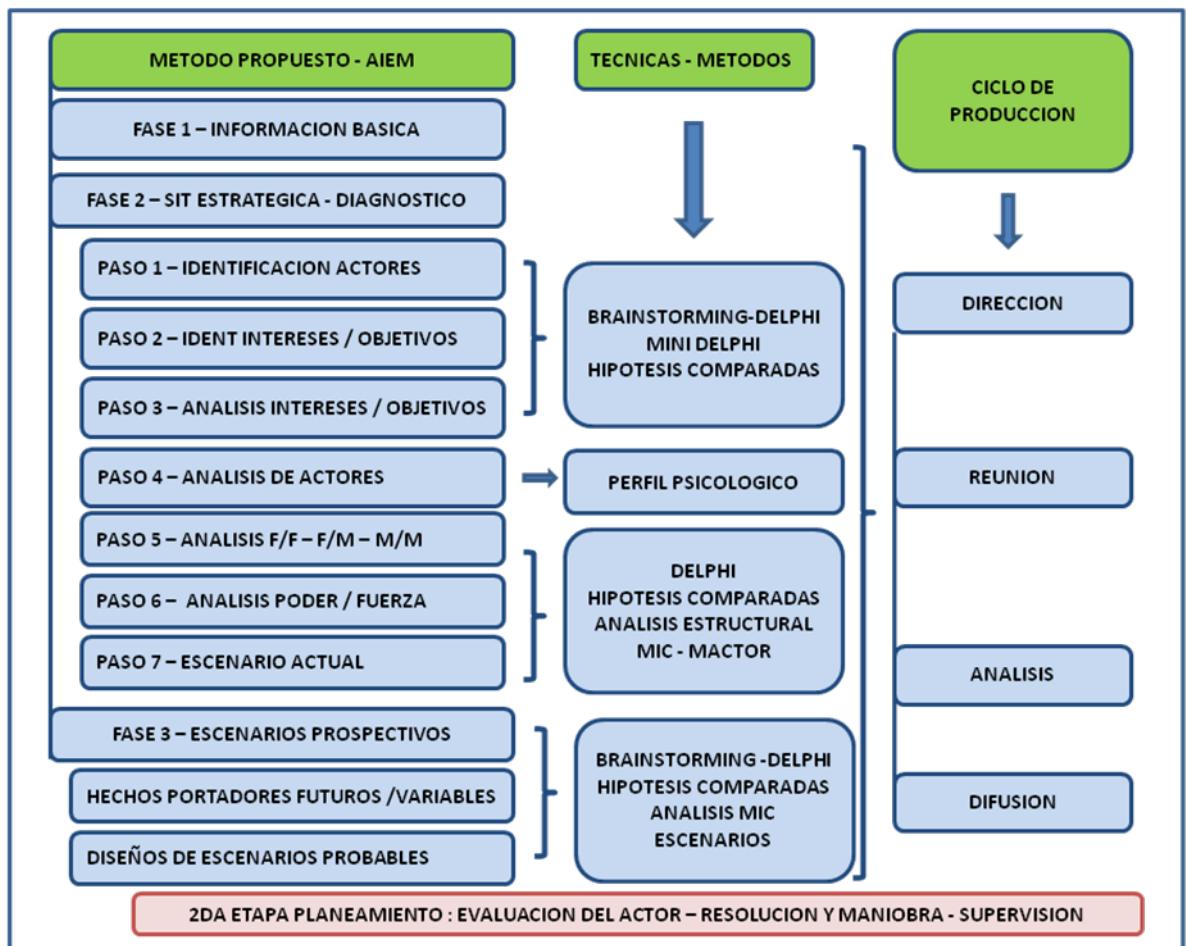 METODO PROPUESTO - AIEM
FASE 1 – INFORMACION BASICA
FASE 2 – SIT ESTRATEGICA - DIAGNOSTICO
PASO 1 – IDENTIFICACION ACTORES
PASO 2 – IDENT INTERESES / OBJETIVOS
PASO 3 – ANALISIS INTERESES / OBJETIVOS
PASO 4 – ANALISIS DE ACTORES
PASO 5 – ANALISIS F/F – F/M – M/M
PASO 6 – ANALISIS PODER / FUERZA
PASO 7 – ESCENARIO ACTUAL
FASE 3 – ESCENARIOS PROSPECTIVOS
HECHOS PORTADORES FUTUROS /VARIABLES
DISEÑOS DE ESCENARIOS PROBABLES
TECNICAS - METODOS
BRAINSTORMING-DELPHI
MINI DELPHI
HIPOTESIS COMPARADAS
PERFIL PSICOLOGICO
DELPHI
HIPOTESIS COMPARADAS
ANALISIS ESTRUCTURAL
MIC - MACTOR
BRAINSTORMING -DELPHI
HIPOTESIS COMPARADAS
ANALISIS MIC
ESCENARIOS
CICLO DE
PRODUCCION
DIRECCION
REUNION
ANALISIS
DIFUSION
2DA ETAPA PLANEAMIENTO : EVALUACION DEL ACTOR – RESOLUCION Y MANIOBRA - SUPERVISION